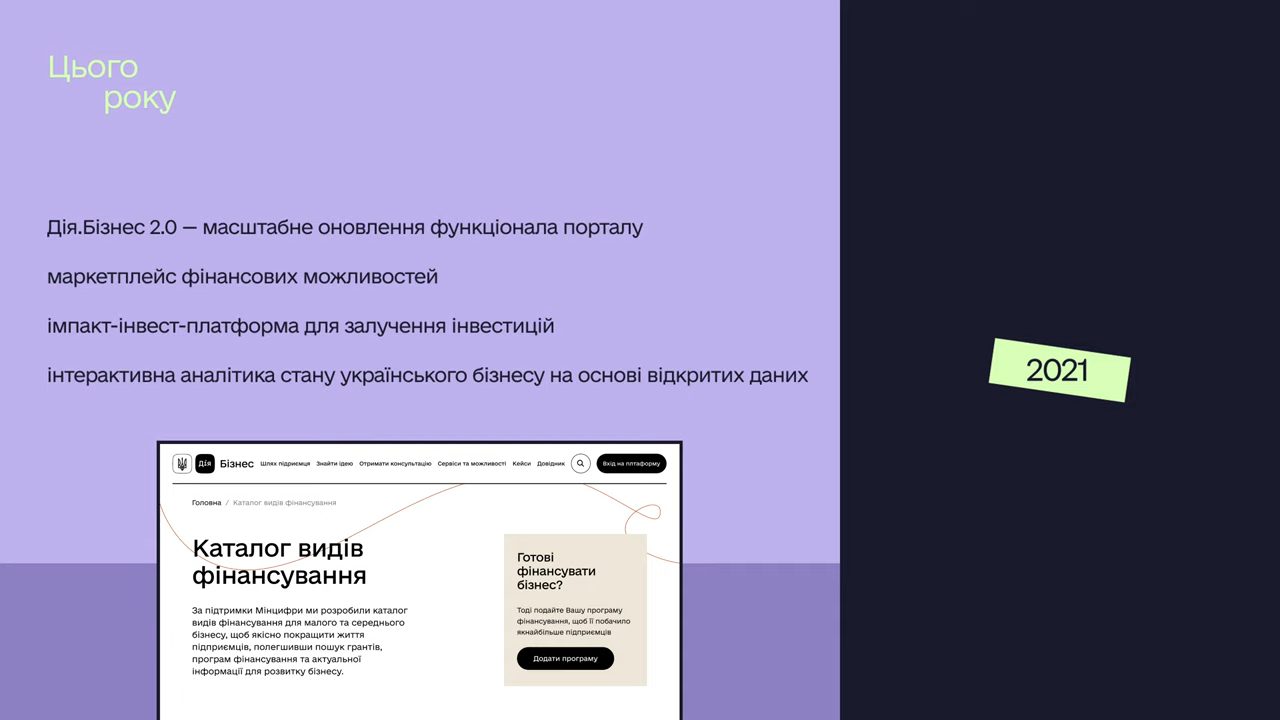 Цього
року
Дія.Бізнес 2.0 — масштабне оновлення функціонала порталу
маркетплейс фінансових можливостей
імпакт-інвест-платформа для залучення інвестицій
інтерактивна аналітика стану українського бізнесу на основі відкритих даних
2021
Дія Бізнес Шлях підприємця Знайти ідею Отримати консультацію Сервіси та можливості Кейси Довідник Вхід на платформу
Головна / Каталог видів фінансування
Каталог видів
фінансування
За підтримки Мінцифри ми розробили каталог
видів фінансування для малого та середнього
бізнесу, щоб якісно покращити життя
підприємців, полегшивши пошук грантів,
програм фінансування та актуальної
інформації для розвитку бізнесу.
Готові
фінансувати
бізнес?
Тоді подайте Вашу програму
фінансування, щоб її побачило
якнайбільше підприємців
Додати програму